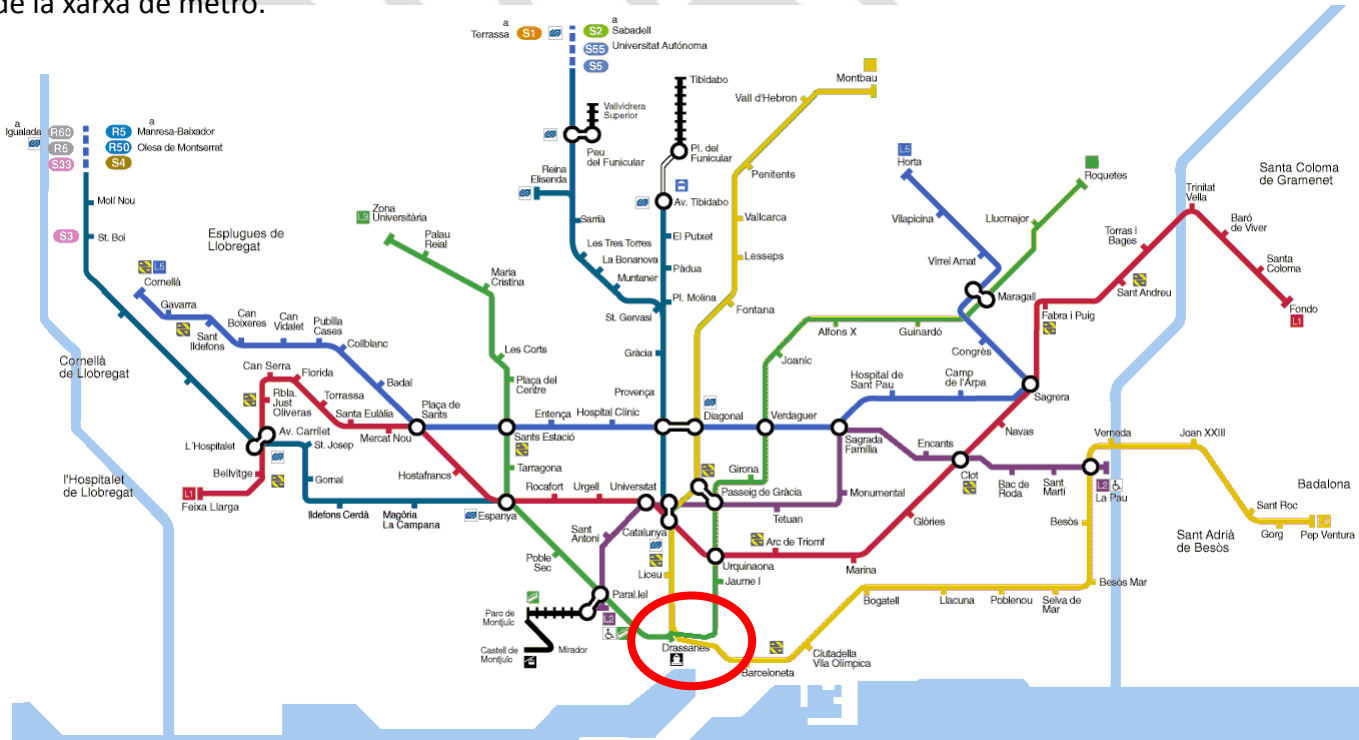 de la xarxa de metro.
a
Terrassa S1
S2 a Sabadell
S55 Universitat Autónoma
S5
Tibidabo
Montbau
Vall d'Hebron
Vallvidrera
Superior
a
Igualada R60
R6
S33
a
R5 Manresa-Baixador
R50 Olesa de Montserrat
S4
Peu
del Funicular
Pl. del
Funicular
L5
Horta
Roquetes
Santa Coloma
de Gramenet
Reina
Elisenda
Penitents
Trinitat
Vella
Molí Nou
Av. Tibidabo
L3 Zona
Universitària
Sarrià
Vallcarca
Vilapicina
Llucmajor
Baró
de Viver
S3 St. Boi
Esplugues de
Llobregat
Palau
Reial
El Putxet
Torras i
Bages
Les Tres Torres
La Bonanova
Muntaner
Lesseps
Virrei Amat
Santa
Coloma
L5
Cornellà
Maria
Cristina
Pàdua
Sant Andreu
Gavarra
Pl. Molina
Fontana
Maragall
Fabra i Puig
Fondo
L1
St. Gervasi
Can
Boixeres
Can
Vidalet
Pubilla
Cases
Sant
Ildefons
Collblanc
Alfons X
Guinardó
Les Corts
Gràcia
Joanic
Congrès
Cornellà
de Llobregat
Can Serra
Florida
Badal
Plaça del
Centre
Provença
Hospital de
Sant Pau
Camp
de l'Arpa
Rbla.
Just
Oliveras
Torrassa
Santa Eulàlia
Plaça de
Sants
Entença
Hospital Clínic
Diagonal
Verdaguer
Sagrera
Av. Carrilet
Mercat Nou
Sants Estació
Sagrada
Família
Navas
Verneda
Joan XXIII
L'Hospitalet
St. Josep
Encants
Bellvitge
Gornal
Hostafrancs
Tarragona
Girona
Clot
Bac de
Roda
Sant
Martí
L2
La Pau
l'Hospitalet
de Llobregat
L1
Feixa Llarga
Rocafort
Urgell
Universitat
Passeig de Gràcia
Monumental
Badalona
Ildefons Cerdà
Magòria
La Campana
Espanya
Tetuan
Glòries
Besòs
Sant Roc
Gorg
L4
Pep Ventura
Sant
Antoni
Catalunya
Arc de Triomf
Sant Adrià
de Besòs
Poble
Sec
Liceu
Urquinaona
Marina
Jaume I
Besòs Mar
Paral.lel
L2
Bogatell
Llacuna
Poblenou
Selva de
Mar
Parc de
Montjuïc
Castell de
Montjuïc
Mirador
Drassanes
Ciutadella
Vila Olímpica
Barceloneta